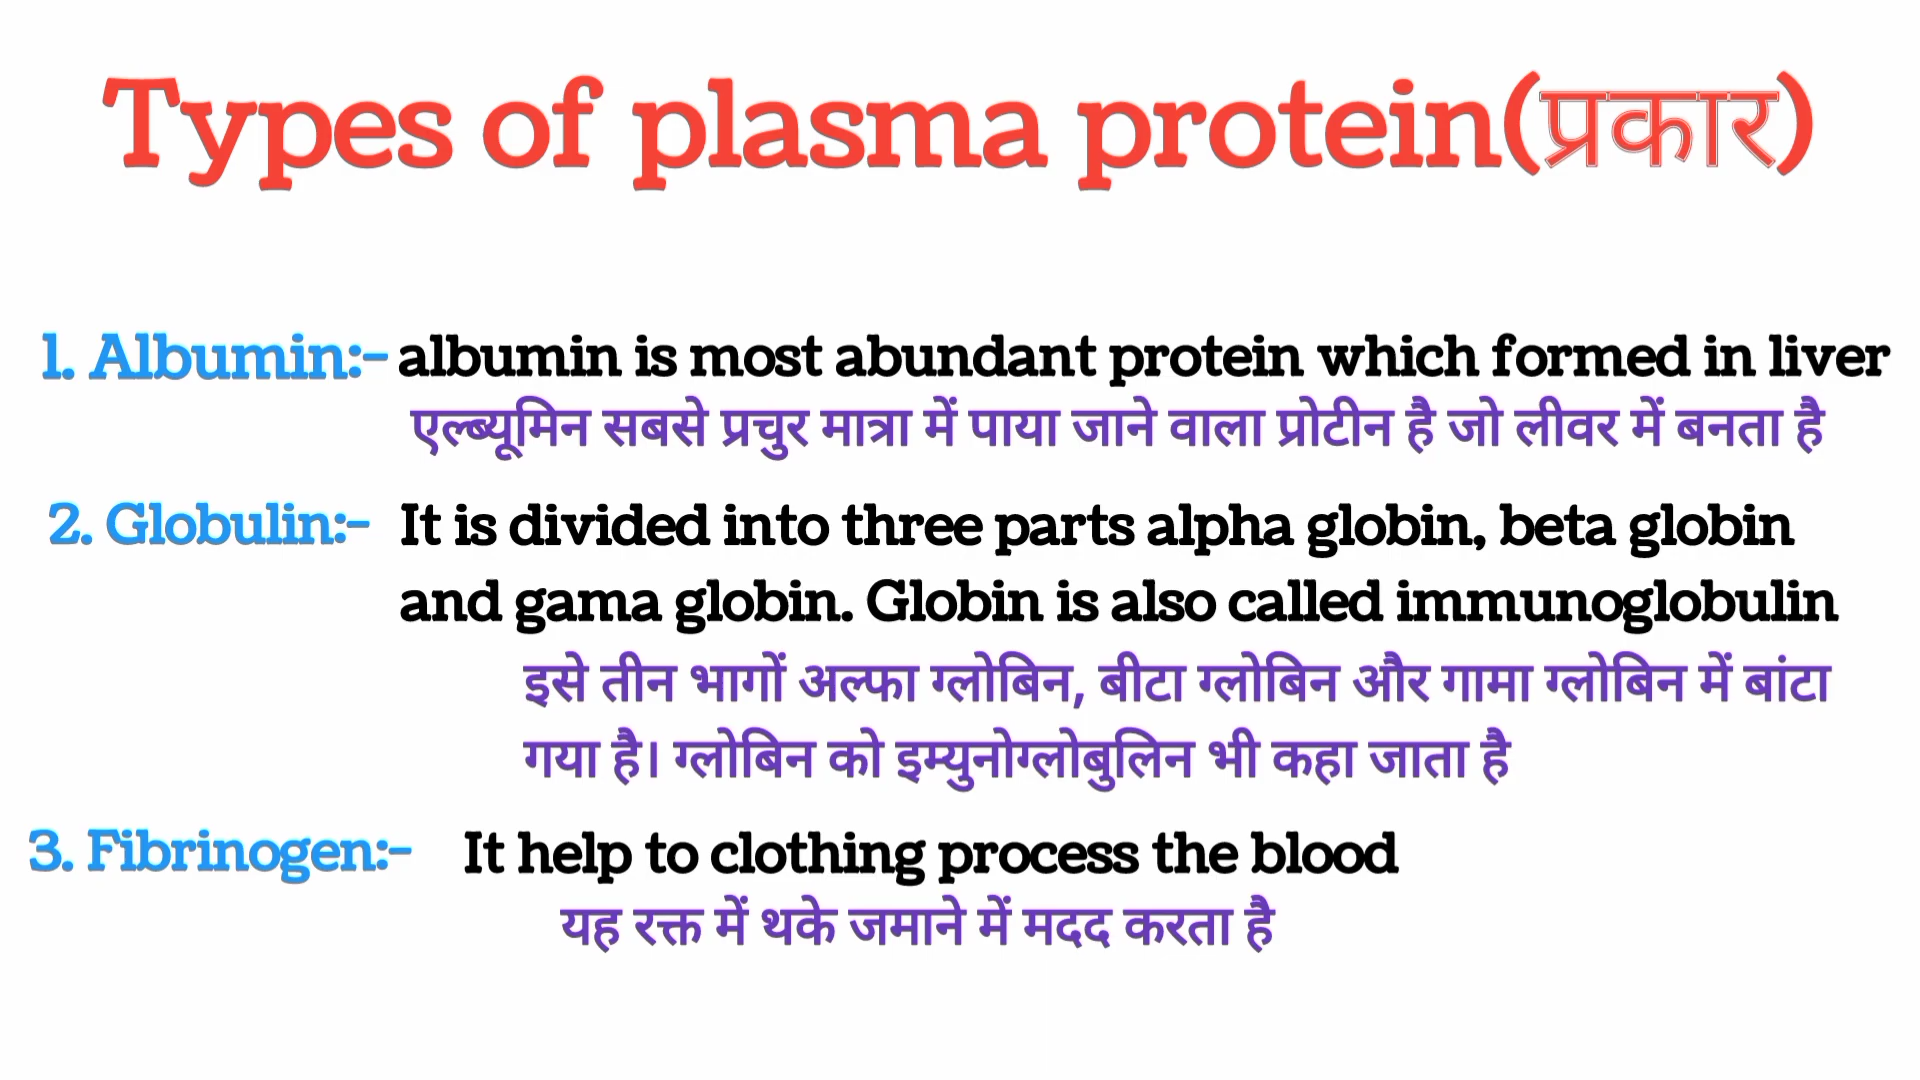 Types of plasma protein(प्रकार)
1. Albumin:- albumin is most abundant protein which formed in liver
एल्ब्यूमिन सबसे प्रचुर मात्रा में पाया जाने वाला प्रोटीन है जो लीवर में बनता है
2. Globulin:- It is divided into three parts alpha globin, beta globin
and gama globin. Globin is also called immunoglobulin
इसे तीन भागों अल्फा ग्लोबिन, बीटा ग्लोबिन और गामा ग्लोबिन में बांटा
गया है। ग्लोबिन को इम्युनोग्लोबुलिन भी कहा जाता है
3. Fibrinogen:- It help to clothing process the blood
यह रक्त में थके जमाने में मदद करता है